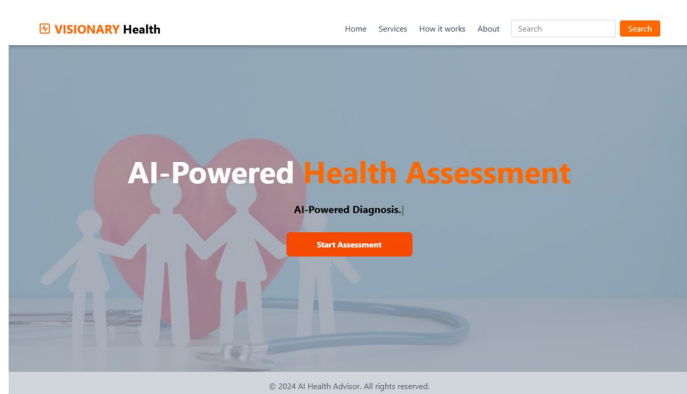 VISIONARY Health
Home Services How it works About Search Search
AI-Powered Health Assessment
AI-Powered Diagnosis.
Start Assessment
© 2024 AI Health Advisor. All rights reserved.